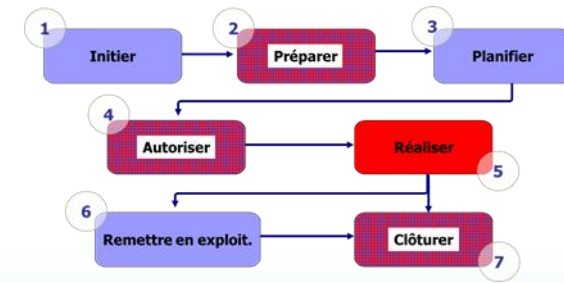 1
Initier
2
Préparer
3
Planifier
4
Autoriser
Réaliser
5
6
Remettre en exploit.
Clôturer
7